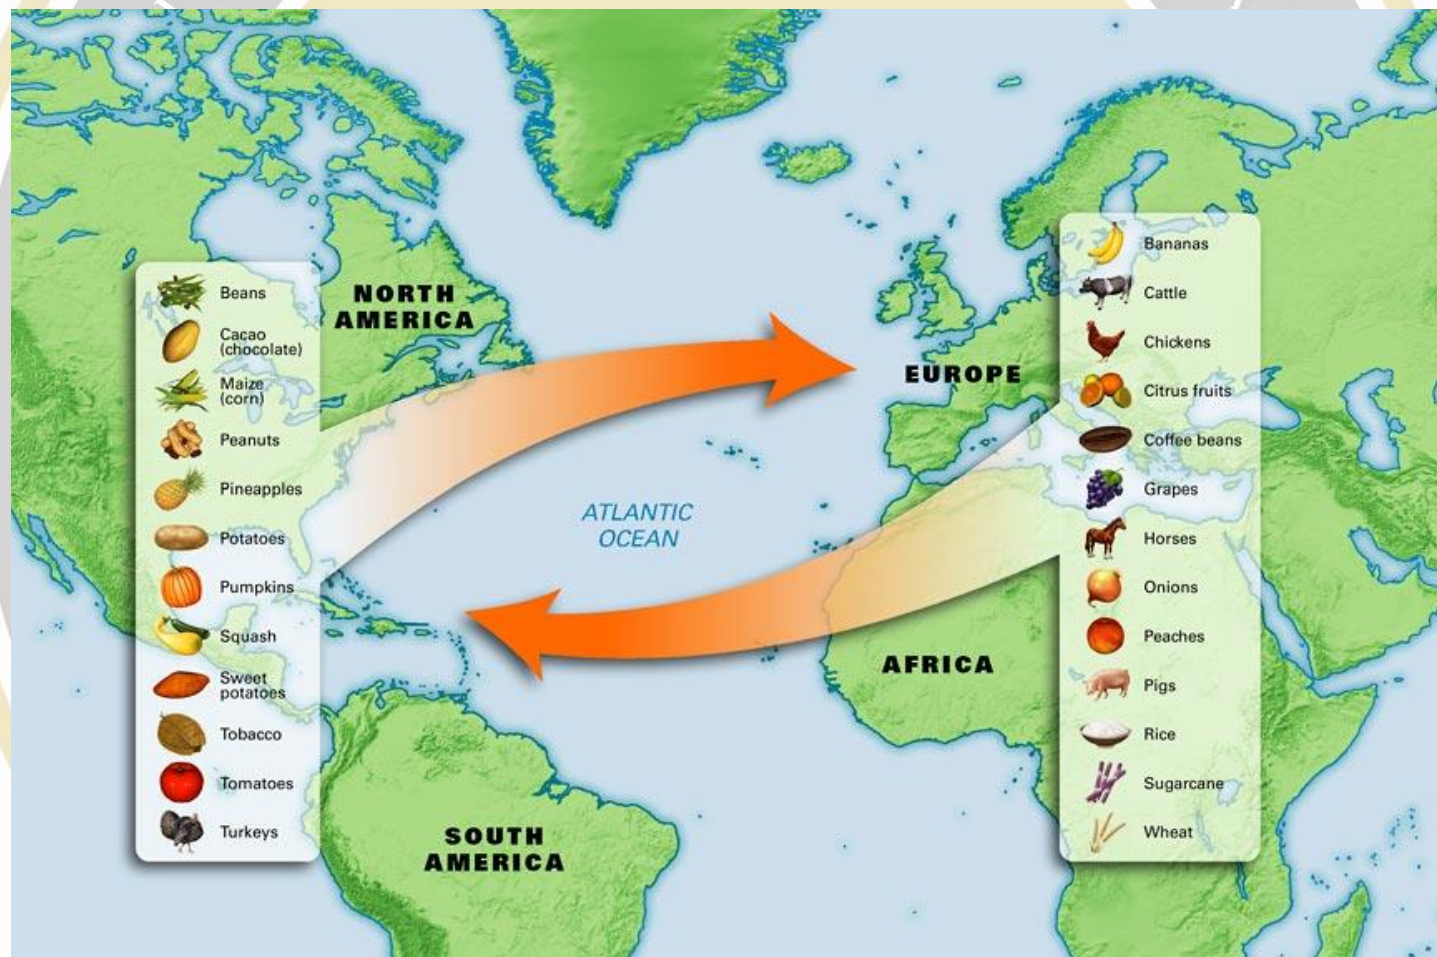 Beans
Cacao
(chocolate)
Maize
(corn)
Peanuts
Pineapples
Potatoes
Pumpkins
Squash
Sweet
potatoes
Tobacco
Tomatoes
Turkeys
NORTH
AMERICA
ATLANTIC
OCEAN
SOUTH
AMERICA
EUROPE
AFRICA
Bananas
Cattle
Chickens
Citrus fruits
Coffee beans
Grapes
Horses
Onions
Peaches
Pigs
Rice
Sugarcane
Wheat